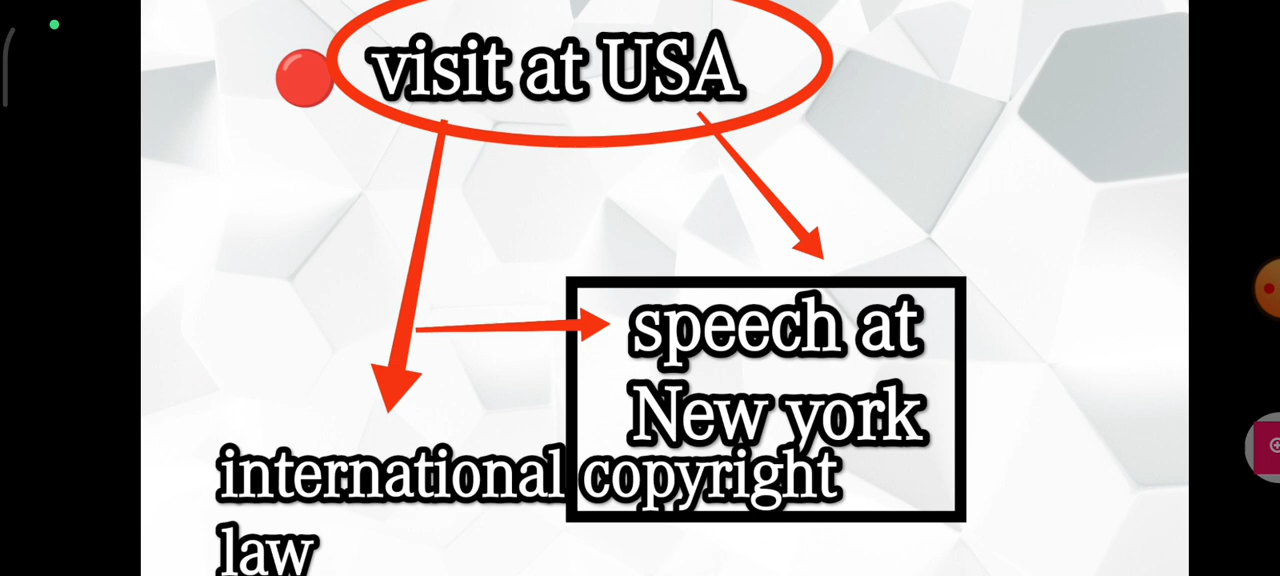 visit at USA
speech at
New york
international copyright
law